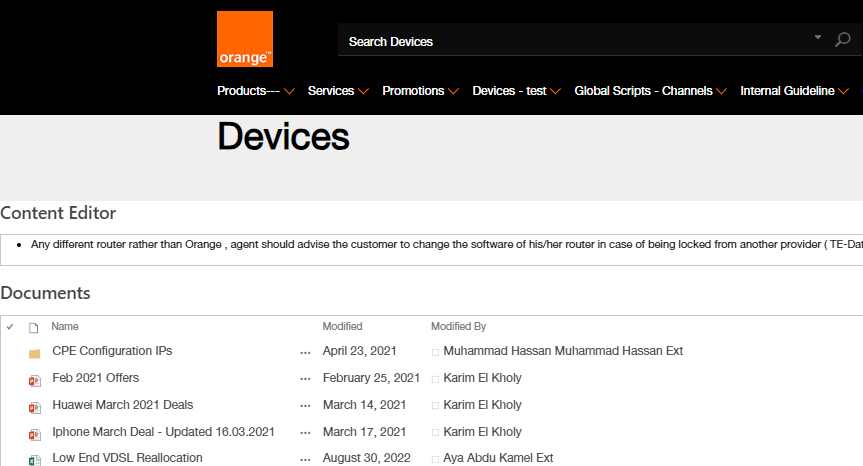 orange™
Search Devices
Products--- Services Promotions Devices - test Global Scripts - Channels Internal Guideline
Devices
Content Editor
• Any different router rather than Orange , agent should advise the customer to change the software of his/her router in case of being locked from another provider ( TE-Dat
Documents
Name Modified Modified By
CPE Configuration IPs ... April 23, 2021 Muhammad Hassan Muhammad Hassan Ext
Feb 2021 Offers ... February 25, 2021 Karim El Kholy
Huawei March 2021 Deals ... March 14, 2021 Karim El Kholy
Iphone March Deal - Updated 16.03.2021 ... March 17, 2021 Karim El Kholy
Low End VDSL Reallocation ... August 30, 2022 Aya Abdu Kamel Ext